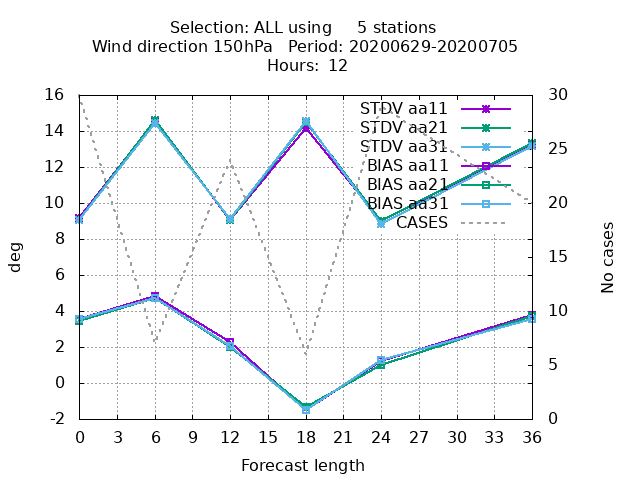 Selection: ALL using     5 stations
Wind direction 150hPa   Period: 20200629-20200705
Hours: 12
STDV aa11
STDV aa21
STDV aa31
BIAS aa11
BIAS aa21
BIAS aa31
CASES
16
14
12
10
8
6
4
2
0
-2
30
25
20
15
10
5
0
deg
No cases
0 3 6 9 12 15 18 21 24 27 30 33 36
Forecast length